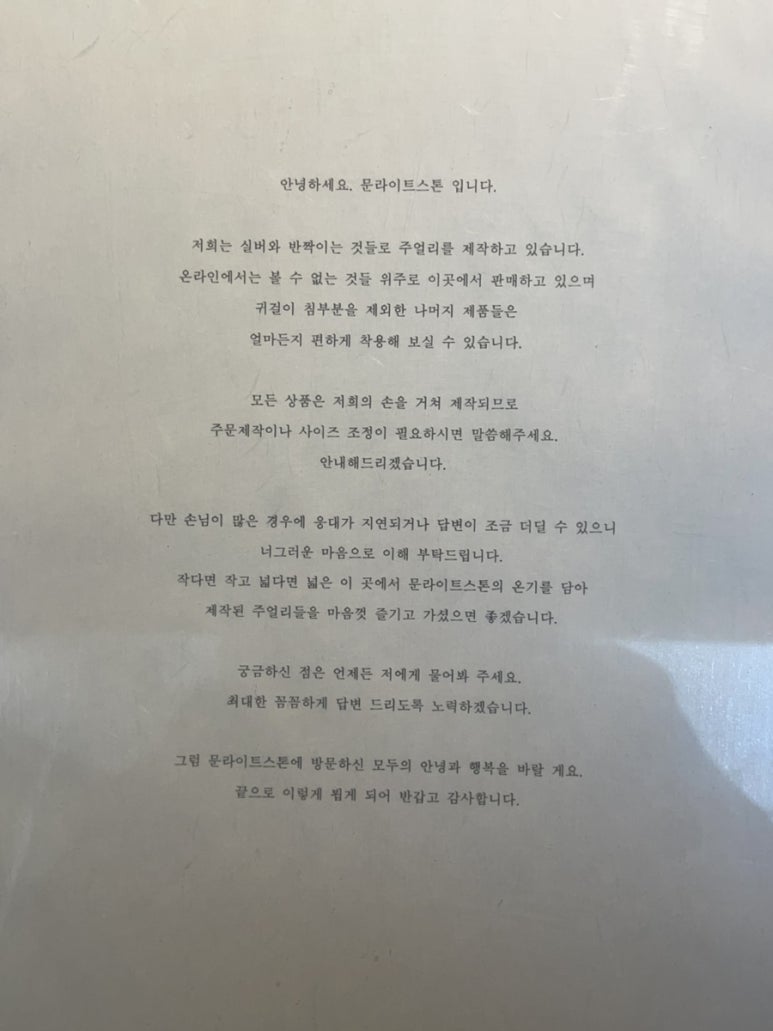 안녕하세요. 문라이트스톤 입니다.
저희는 실버와 반짝이는 것들로 주얼리를 제작하고 있습니다.
온라인에서는 볼 수 없는 것들 위주로 이곳에서 판매하고 있으며
귀걸이 침부분을 제외한 나머지 제품들은
얼마든지 편하게 착용해 보실 수 있습니다.
모든 상품은 저희의 손을 거쳐 제작되므로
주문제작이나 사이즈 조정이 필요하시면 말씀해주세요.
안내해드리겠습니다.
다만 손님이 많은 경우에 응대가 지연되거나 답변이 조금 더딜 수 있으니
너그러운 마음으로 이해 부탁드립니다.
작다면 작고 넓다면 넓은 이 곳에서 문라이트스톤의 온기를 담아
제작된 주얼리들을 마음껏 즐기고 가셨으면 좋겠습니다.
궁금하신 점은 언제든 저에게 물어봐 주세요.
최대한 꼼꼼하게 답변 드리도록 노력하겠습니다.
그럼 문라이트스톤에 방문하신 모두의 안녕과 행복을 바랄 게요.
끝으로 이렇게 뵙게 되어 반갑고 감사합니다.